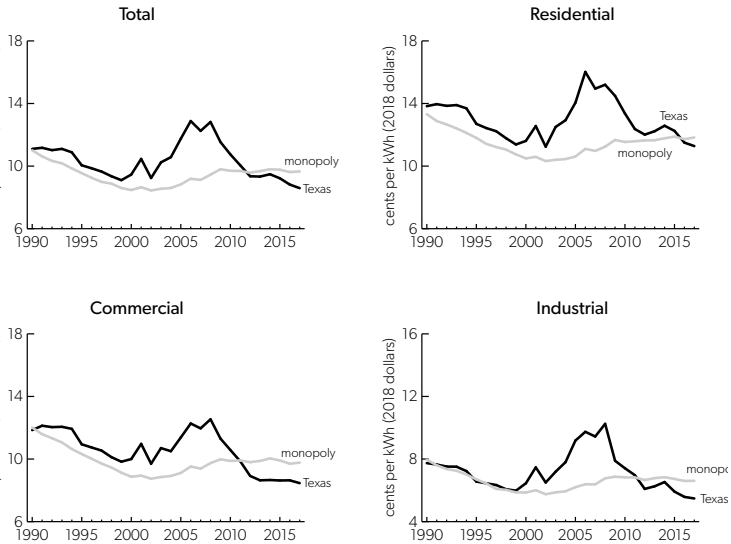 Total
18
14
10
6
monopoly
Texas
1990 1995 2000 2005 2010 2015
Residential
cents per kWh (2018 dollars)
18
14
10
6
Texas
monopoly
1990 1995 2000 2005 2010 2015
Commercial
18
14
10
6
monopoly
Texas
1990 1995 2000 2005 2010 2015
Industrial
cents per kWh (2018 dollars)
16
12
8
4
monopo
Texas
1990 1995 2000 2005 2010 2015